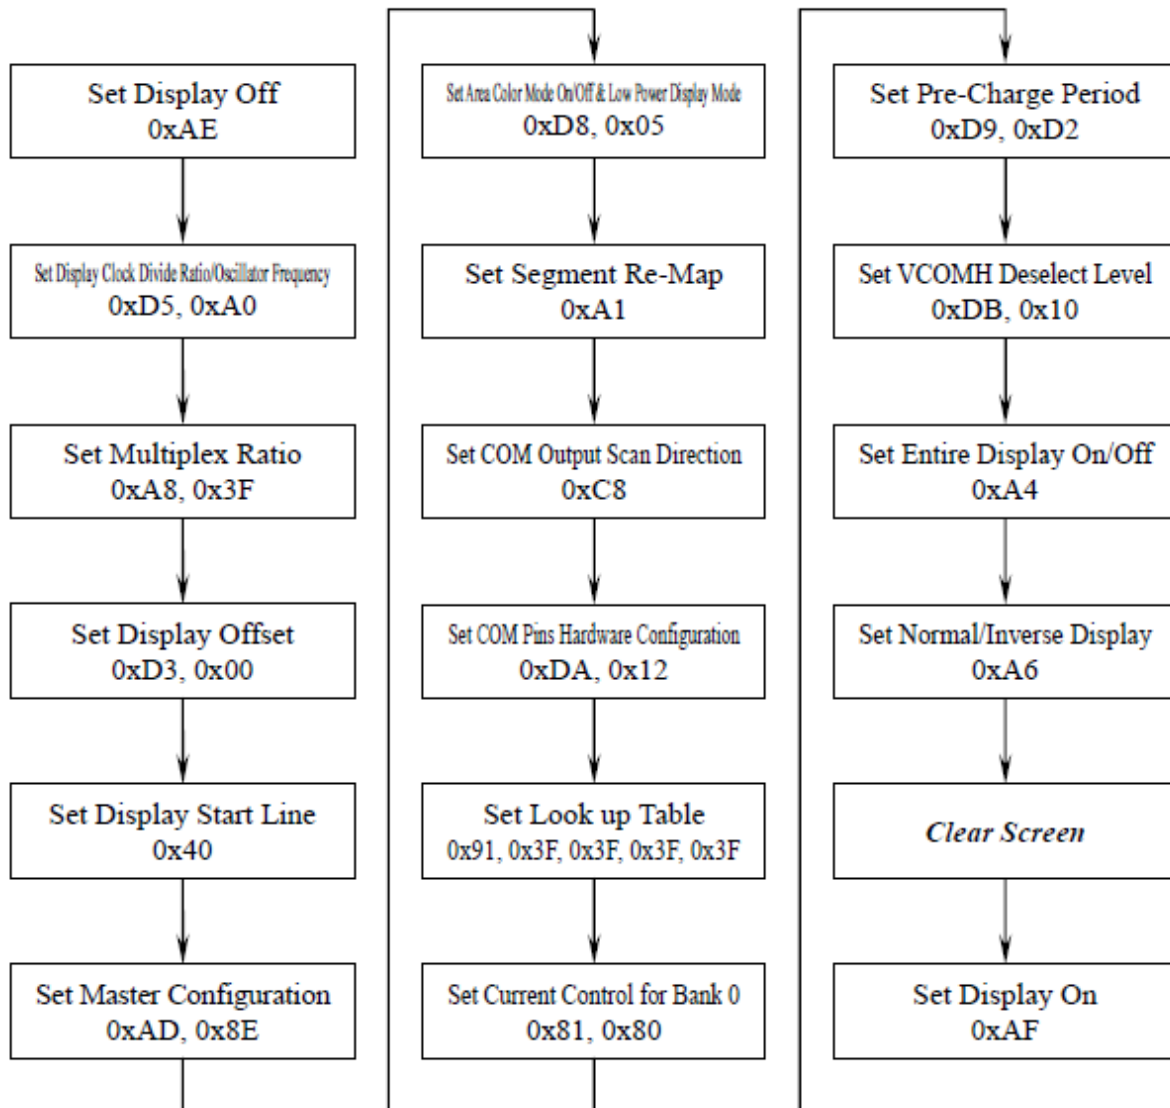 Set Display Off
0xAE
Set Display Clock Divide Ratio/Oscillator Frequency
0xD5, 0xA0
Set Multiplex Ratio
0xA8, 0x3F
Set Display Offset
0xD3, 0x00
Set Display Start Line
0x40
Set Master Configuration
0xAD, 0x8E
Set Area Color Mode On/Off & Low Power Display Mode
0xD8, 0x05
Set Segment Re-Map
0xA1
Set COM Output Scan Direction
0xC8
Set COM Pins Hardware Configuration
0xDA, 0x12
Set Look up Table
0x91, 0x3F, 0x3F, 0x3F, 0x3F
Set Current Control for Bank 0
0x81, 0x80
Set Pre-Charge Period
0xD9, 0xD2
Set VCOMH Deselect Level
0xDB, 0x10
Set Entire Display On/Off
0xA4
Set Normal/Inverse Display
0xA6
Clear Screen
Set Display On
0xAF